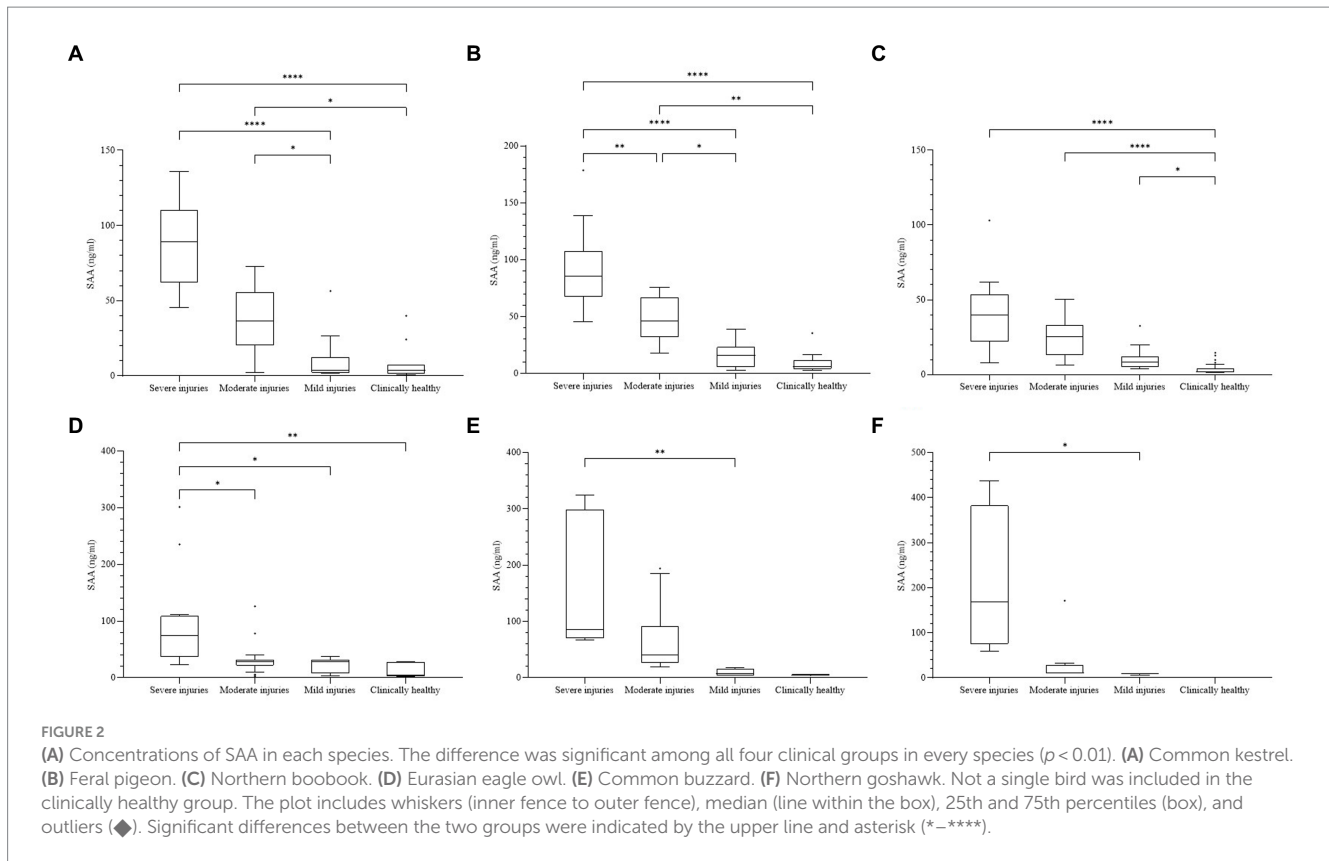 A
****
*
****
*
150
100
50
0
SAA (ng/ml)
Severe injuries
Moderate injuries
Mild injuries
Clinically healthy
B
****
**
****
**
*
200
150
100
50
0
SAA (ng/ml)
Severe injuries
Moderate injuries
Mild injuries
Clinically healthy
C
****
****
*
150
100
50
0
SAA (ng/ml)
Severe injuries
Moderate injuries
Mild injuries
Clinically healthy
D
**
*
*
400
300
200
100
0
SAA (ng/ml)
Severe injuries
Moderate injuries
Mild injuries
Clinically healthy
E
**
400
300
200
100
0
SAA (ng/ml)
Severe injuries
Moderate injuries
Mild injuries
Clinically healthy
F
*
500
400
300
200
100
0
SAA (ng/ml)
Severe injuries
Moderate injuries
Mild injuries
Clinically healthy
FIGURE 2
(A) Concentrations of SAA in each species. The difference was significant among all four clinical groups in every species (p < 0.01). (A) Common kestrel.
(B) Feral pigeon. (C) Northern boobook. (D) Eurasian eagle owl. (E) Common buzzard. (F) Northern goshawk. Not a single bird was included in the
clinically healthy group. The plot includes whiskers (inner fence to outer fence), median (line within the box), 25th and 75th percentiles (box), and
outliers (◆). Significant differences between the two groups were indicated by the upper line and asterisk (*–****).